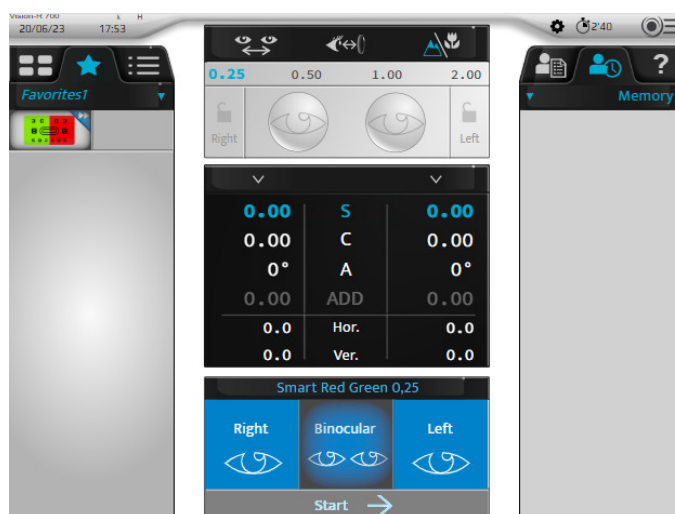 Vision-R 700 L H
20/06/23 17:53 2'40
Favorites1
0.25 0.50 1.00 2.00
Right Left
0.00 S 0.00
0.00 C 0.00
0° A 0°
0.00 ADD 0.00
0.0 Hor. 0.0
0.0 Ver. 0.0
Smart Red Green 0,25
Right Binocular Left
Start
?
Memory